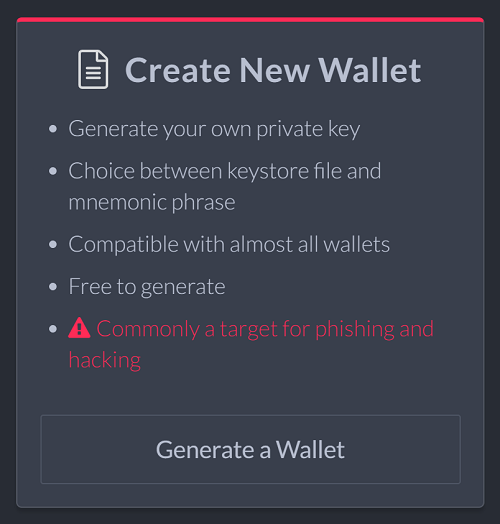 Create New Wallet
Generate your own private key
Choice between keystore file and
mnemonic phrase
Compatible with almost all wallets
Free to generate
Commonly a target for phishing and
hacking
Generate a Wallet